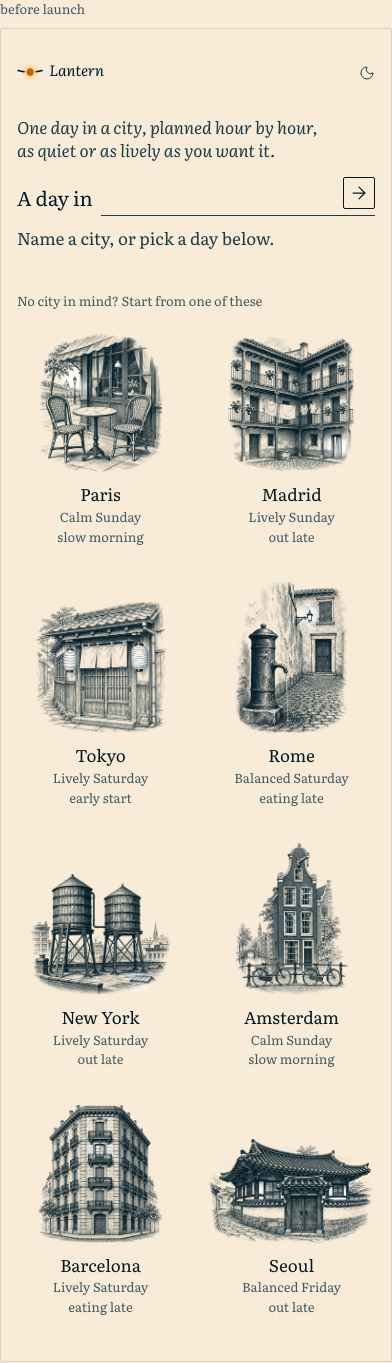 before launch
Lantern
One day in a city, planned hour by hour,
as quiet or as lively as you want it.
A day in
Name a city, or pick a day below.
No city in mind? Start from one of these
Paris
Calm Sunday
slow morning
Madrid
Lively Sunday
out late
Tokyo
Lively Saturday
early start
Rome
Balanced Saturday
eating late
New York
Lively Saturday
out late
Amsterdam
Calm Sunday
slow morning
Barcelona
Lively Saturday
eating late
Seoul
Balanced Friday
out late